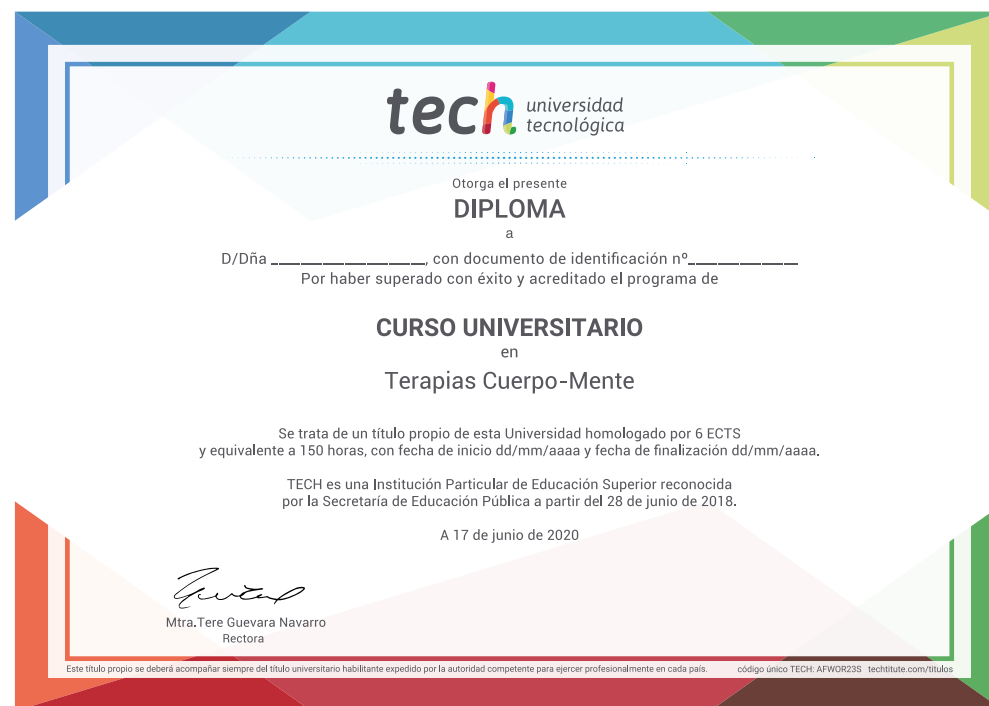 tech universidad
tecnológica
Otorga el presente
DIPLOMA
a
D/Dña ____________________, con documento de identificación nº______________
Por haber superado con éxito y acreditado el programa de
CURSO UNIVERSITARIO
en
Terapias Cuerpo-Mente
Se trata de un título propio de esta Universidad homologado por 6 ECTS
y equivalente a 150 horas, con fecha de inicio dd/mm/aaaa y fecha de finalización dd/mm/aaaa.
TECH es una Institución Particular de Educación Superior reconocida
por la Secretaría de Educación Pública a partir del 28 de junio de 2018.
A 17 de junio de 2020
Mtra.Tere Guevara Navarro
Rectora
Este título propio se deberá acompañar siempre del título universitario habilitante expedido por la autoridad competente para ejercer profesionalmente en cada país. código único TECH: AFWOR23S techtitute.com/titulos